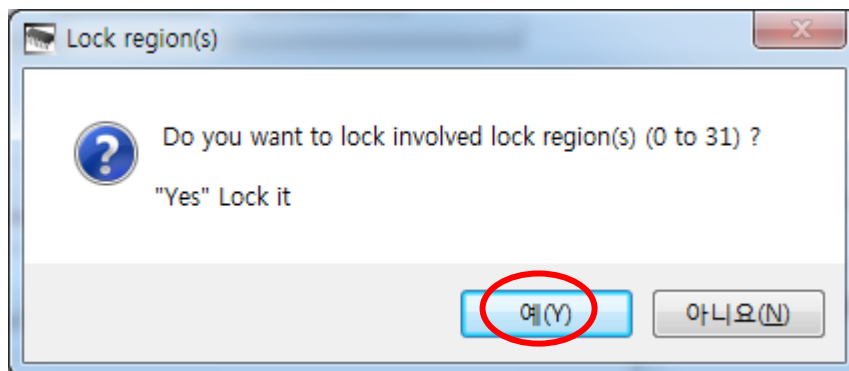 Lock region(s)
Do you want to lock involved lock region(s) (0 to 31) ?
"Yes" Lock it
예(Y)
아니요(N)